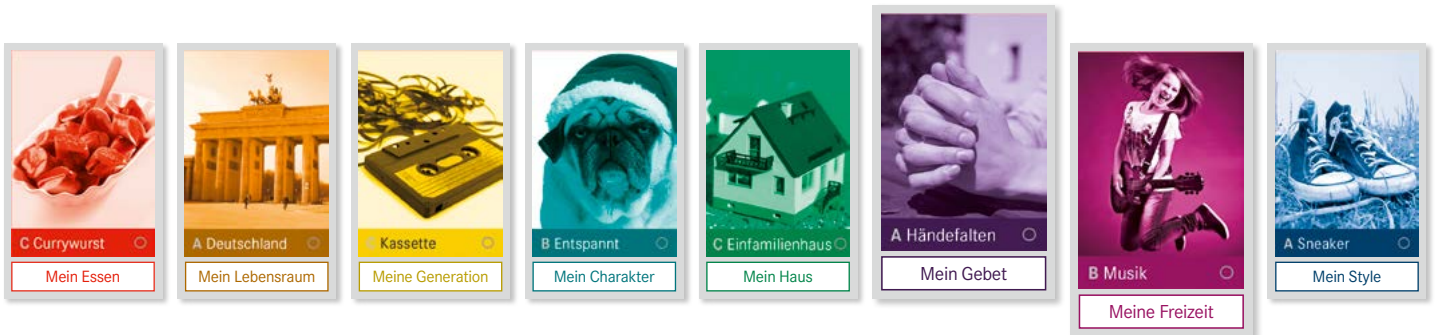 C Currywurst
Mein Essen
A Deutschland
Mein Lebensraum
Kassette
Meine Generation
B Entspannt
Mein Charakter
C Einfamilienhaus
Mein Haus
A Händefalten
Mein Gebet
B Musik
Meine Freizeit
A Sneaker
Mein Style